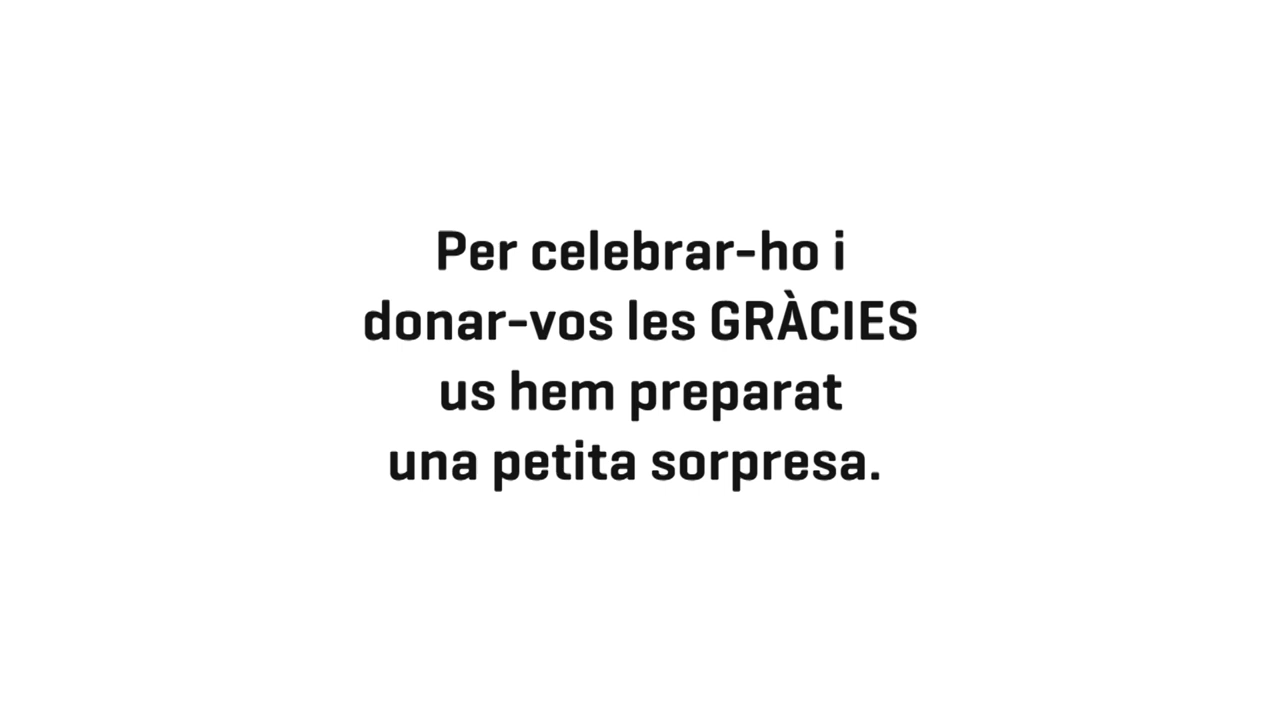 Per celebrar-ho i
donar-vos les GRÀCIES
us hem preparat
una petita sorpresa.